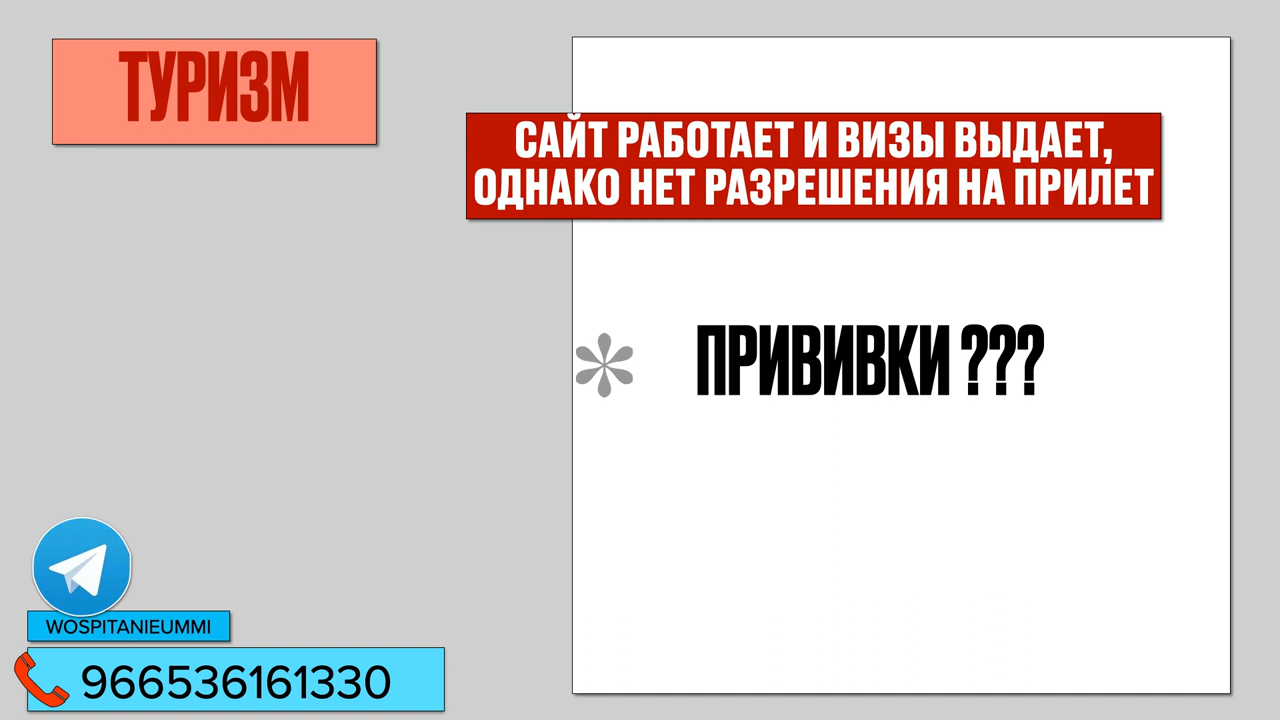 ТУРИЗМ
САЙТ РАБОТАЕТ И ВИЗЫ ВЫДАЕТ,
ОДНАКО НЕТ РАЗРЕШЕНИЯ НА ПРИЛЕТ
* ПРИВИВКИ ???
WOSPITANIEUMMI
966536161330